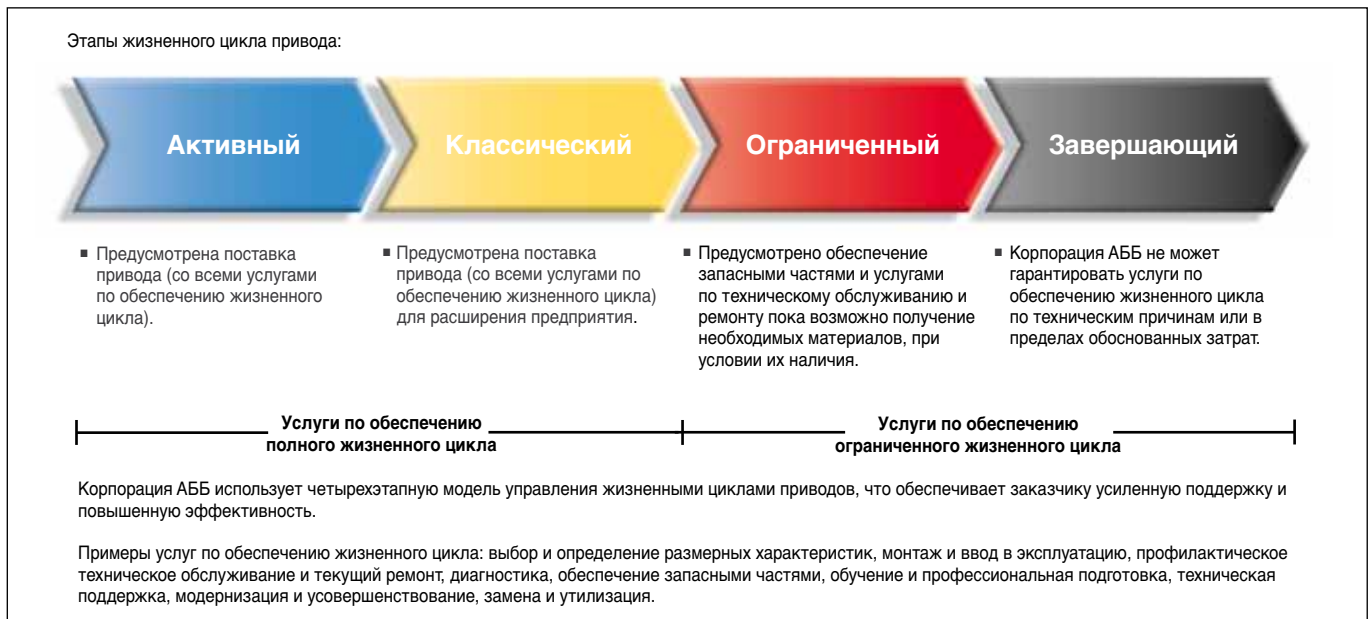 Этапы жизненного цикла привода:
Активный
Классический
Ограниченный
Завершающий
▪ Предусмотрена поставка
привода (со всеми услугами
по обеспечению жизненного
цикла).
▪ Предусмотрена поставка
привода (со всеми услугами по
обеспечению жизненного цикла)
для расширения предприятия.
▪ Предусмотрено обеспечение
запасными частями и услугами
по техническому обслуживанию и
ремонту пока возможно получение
необходимых материалов, при
условии их наличия.
▪ Корпорация АББ не может
гарантировать услуги по
обеспечению жизненного цикла
по техническим причинам или в
пределах обоснованных затрат.
Услуги по обеспечению
полного жизненного цикла
Услуги по обеспечению
ограниченного жизненного цикла
Корпорация АББ использует четырехэтапную модель управления жизненными циклами приводов, что обеспечивает заказчику усиленную поддержку и
повышенную эффективность.
Примеры услуг по обеспечению жизненного цикла: выбор и определение размерных характеристик, монтаж и ввод в эксплуатацию, профилактическое
техническое обслуживание и текущий ремонт, диагностика, обеспечение запасными частями, обучение и профессиональная подготовка, техническая
поддержка, модернизация и усовершенствование, замена и утилизация.